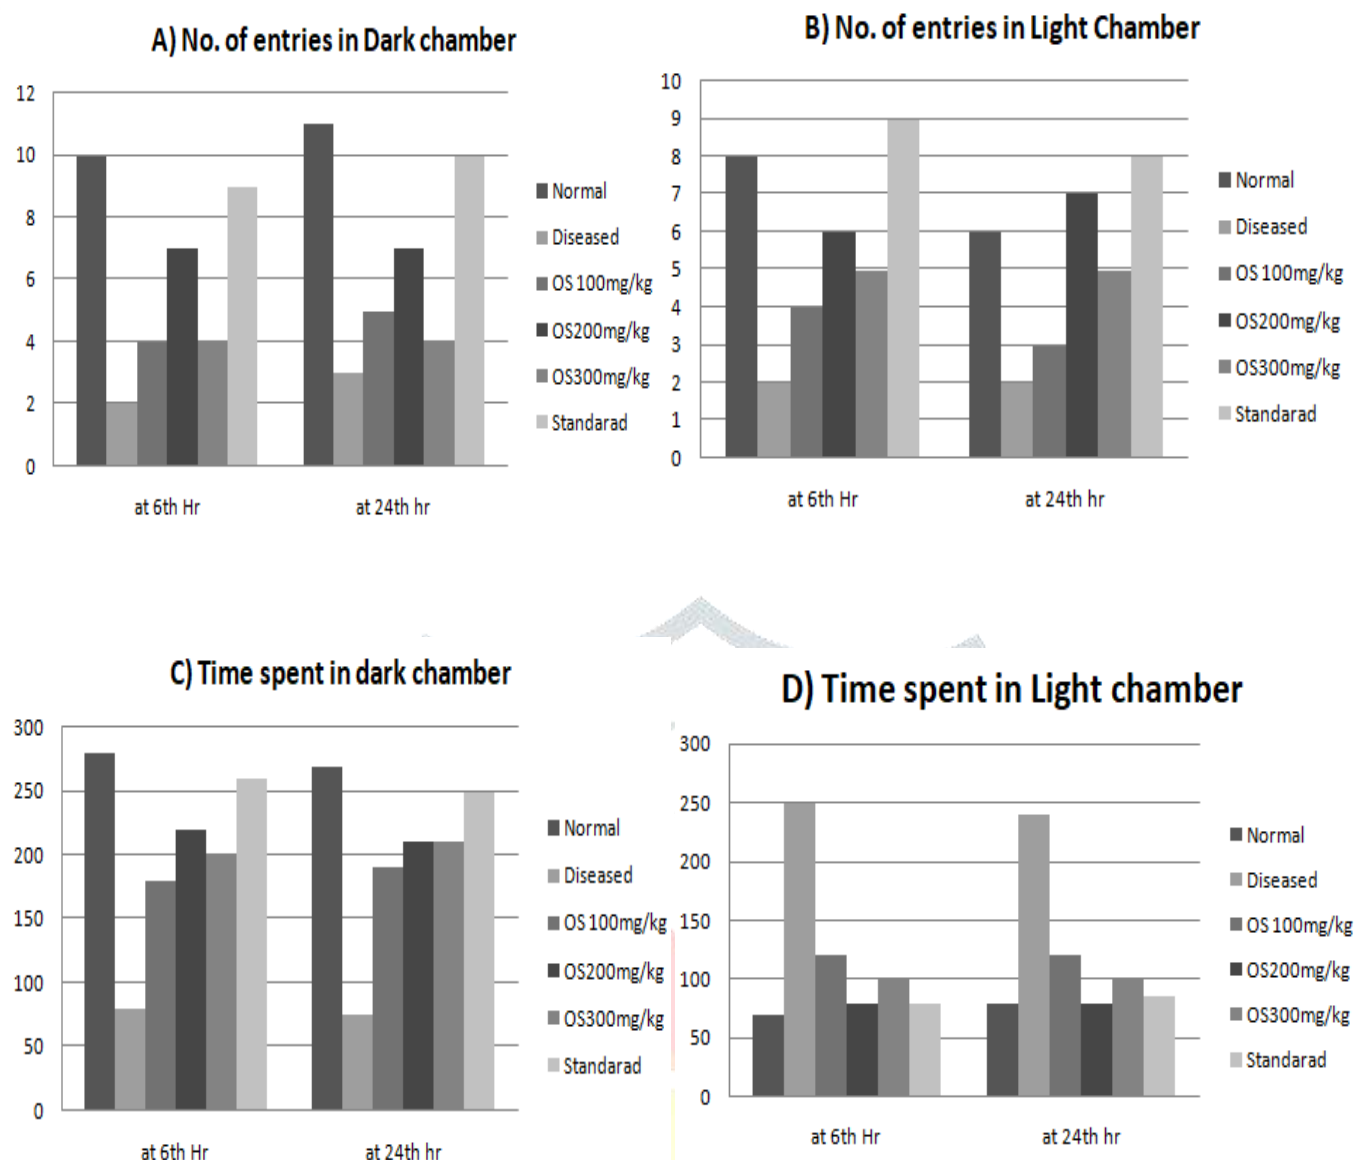 A) No. of entries in Dark chamber
12
10
8
6
4
2
0
at 6th Hr
at 24th hr
Normal
Diseased
OS 100mg/kg
OS200mg/kg
OS300mg/kg
Standarad
B) No. of entries in Light Chamber
10
9
8
7
6
5
4
3
2
1
0
at 6th Hr
at 24th hr
Normal
Diseased
OS 100mg/kg
OS200mg/kg
OS300mg/kg
Standarad
C) Time spent in dark chamber
300
250
200
150
100
50
0
at 6th Hr
at 24th hr
Normal
Diseased
OS 100mg/kg
OS200mg/kg
OS300mg/kg
Standarad
D) Time spent in Light chamber
300
250
200
150
100
50
0
at 6th Hr
at 24th hr
Normal
Diseased
OS 100mg/kg
OS200mg/kg
OS300mg/kg
Standarad